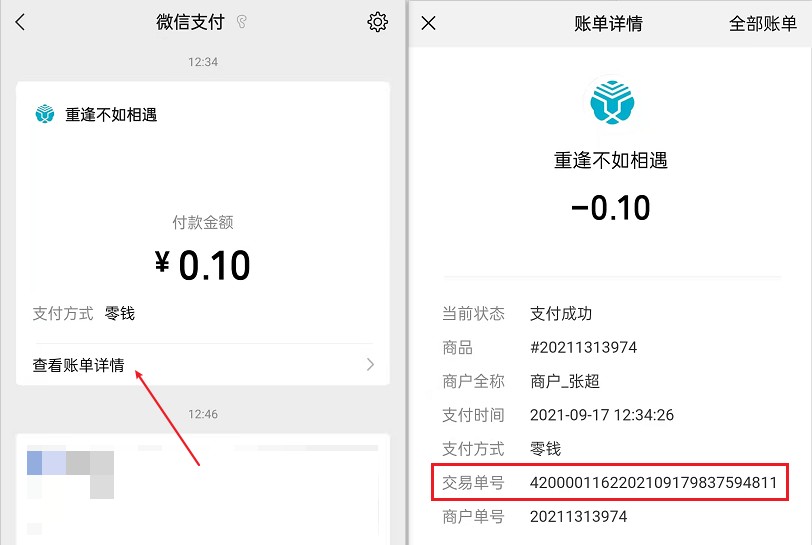 微信支付
12:34
重逢不如相遇
付款金额
¥0.10
支付方式 零钱
查看账单详情
12:46
账单详情 全部账单
重逢不如相遇
-0.10
当前状态 支付成功
商品 #20211313974
商户全称 商户_张超
支付时间 2021-09-17 12:34:26
支付方式 零钱
交易单号 4200001162202109179837594811
商户单号 20211313974